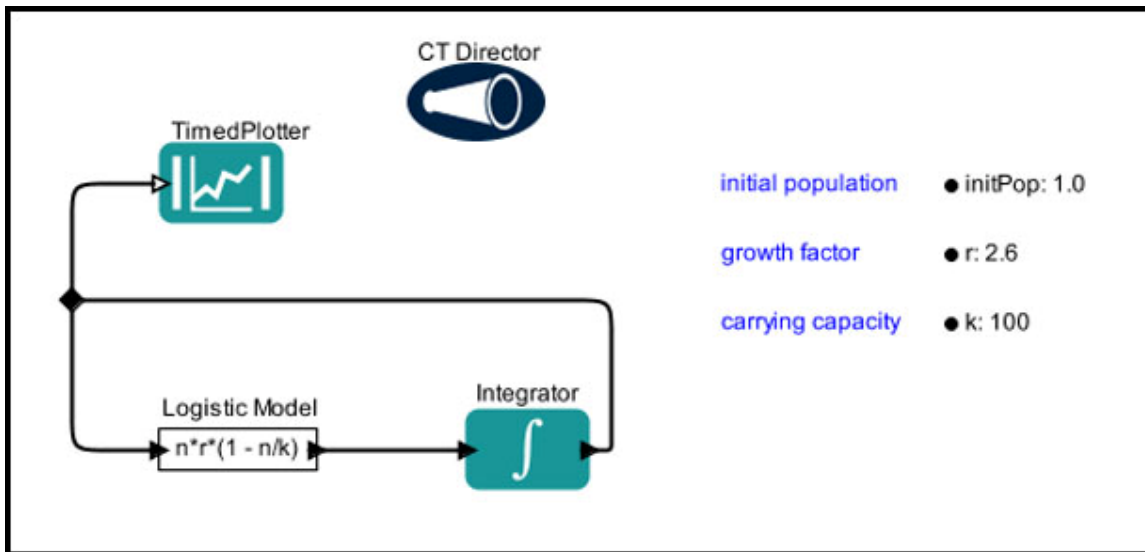 CT Director
TimedPlotter
initial population
initPop: 1.0
growth factor
r: 2.6
carrying capacity
k: 100
Logistic Model
n*r*(1 - n/k)
Integrator
∫